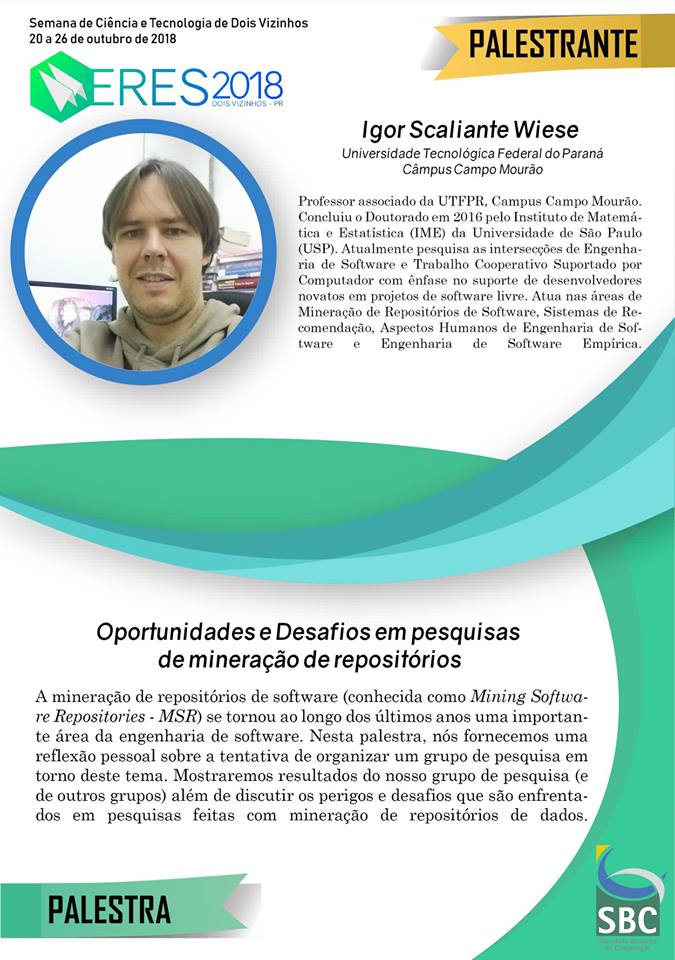 Semana de Ciência e Tecnologia de Dois Vizinhos
20 a 26 de outubro de 2018
PALESTRANTE
ERES2018
DOIS VIZINHOS - PR
Igor Scaliante Wiese
Universidade Tecnológica Federal do Paraná
Câmpus Campo Mourão
Professor associado da UTFPR, Campus Campo Mourão.
Concluiu o Doutorado em 2016 pelo Instituto de Matemá-
tica e Estatística (IME) da Universidade de São Paulo
(USP). Atualmente pesquisa as intersecções de Engenha-
ria de Software e Trabalho Cooperativo Suportado por
Computador com ênfase no suporte de desenvolvedores
novatos em projetos de software livre. Atua nas áreas de
Mineração de Repositórios de Software, Sistemas de Re-
comendação, Aspectos Humanos de Engenharia de Sof-
tware e Engenharia de Software Empírica.
Oportunidades e Desafios em pesquisas
de mineração de repositórios
A mineração de repositórios de software (conhecida como Mining Softwa-
re Repositories - MSR) se tornou ao longo dos últimos anos uma importan-
te área da engenharia de software. Nesta palestra, nós fornecemos uma
reflexão pessoal sobre a tentativa de organizar um grupo de pesquisa em
torno deste tema. Mostraremos resultados do nosso grupo de pesquisa (e
de outros grupos) além de discutir os perigos e desafios que são enfrenta-
dos em pesquisas feitas com mineração de repositórios de dados.
PALESTRA
SBC
Sociedade Brasileira
de Computação